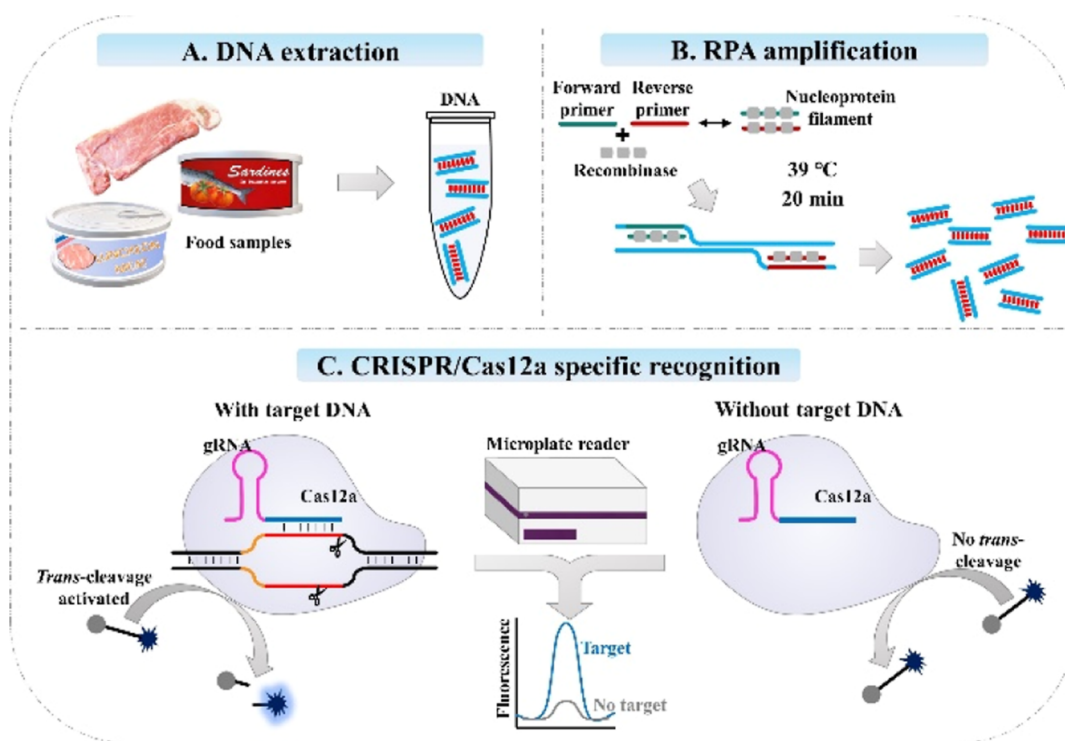 A. DNA extraction
DNA
Sardines
Food samples
B. RPA amplification
Forward
primer
Reverse
primer
Nucleoprotein
filament
Recombinase
39 °C
20 min
C. CRISPR/Cas12a specific recognition
With target DNA
gRNA
Cas12a
Trans-cleavage
activated
Microplate reader
Fluorescence
Target
No target
Without target DNA
gRNA
Cas12a
No trans-
cleavage